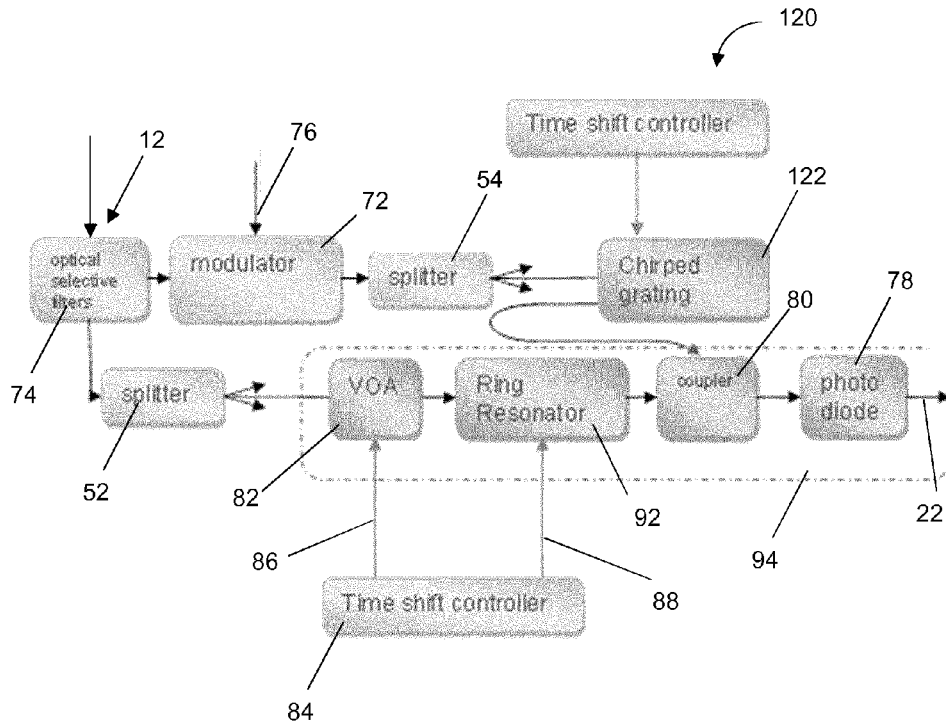 120
Time shift controller
12
76
72
54
122
optical
selective
filters
modulator
splitter
Chirped
grating
78
80
74
splitter
VOA
Ring
Resonator
coupler
photo
diode
52
82
92
22
86
88
94
Time shift controller
84